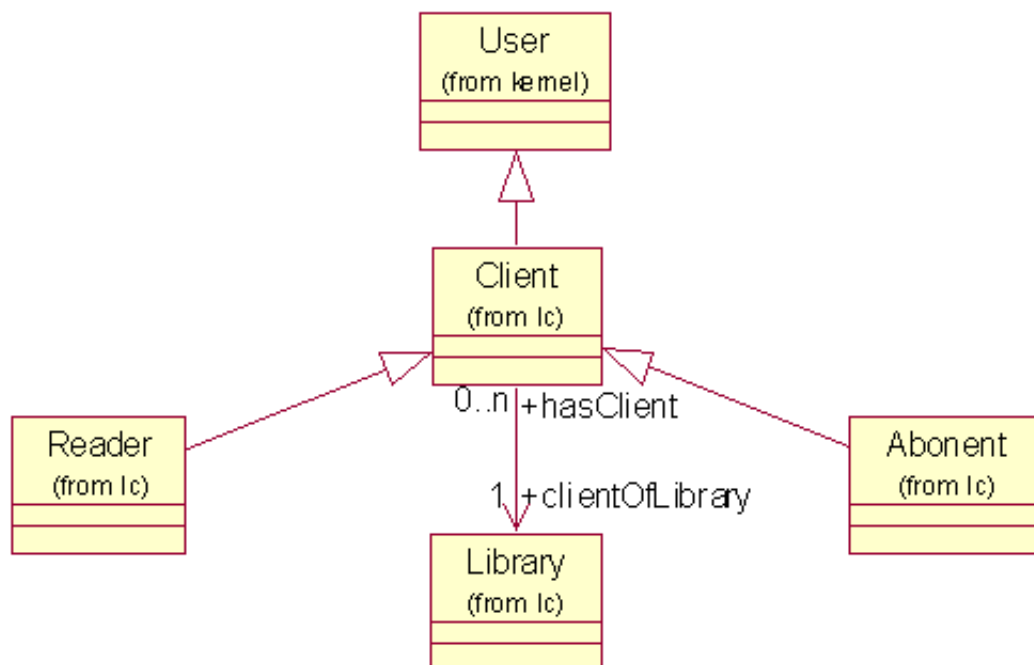 User
(from kernel)
Client
(from lc)
0..n +hasClient
Reader
(from lc)
Abonent
(from lc)
1 +clientOfLibrary
Library
(from lc)